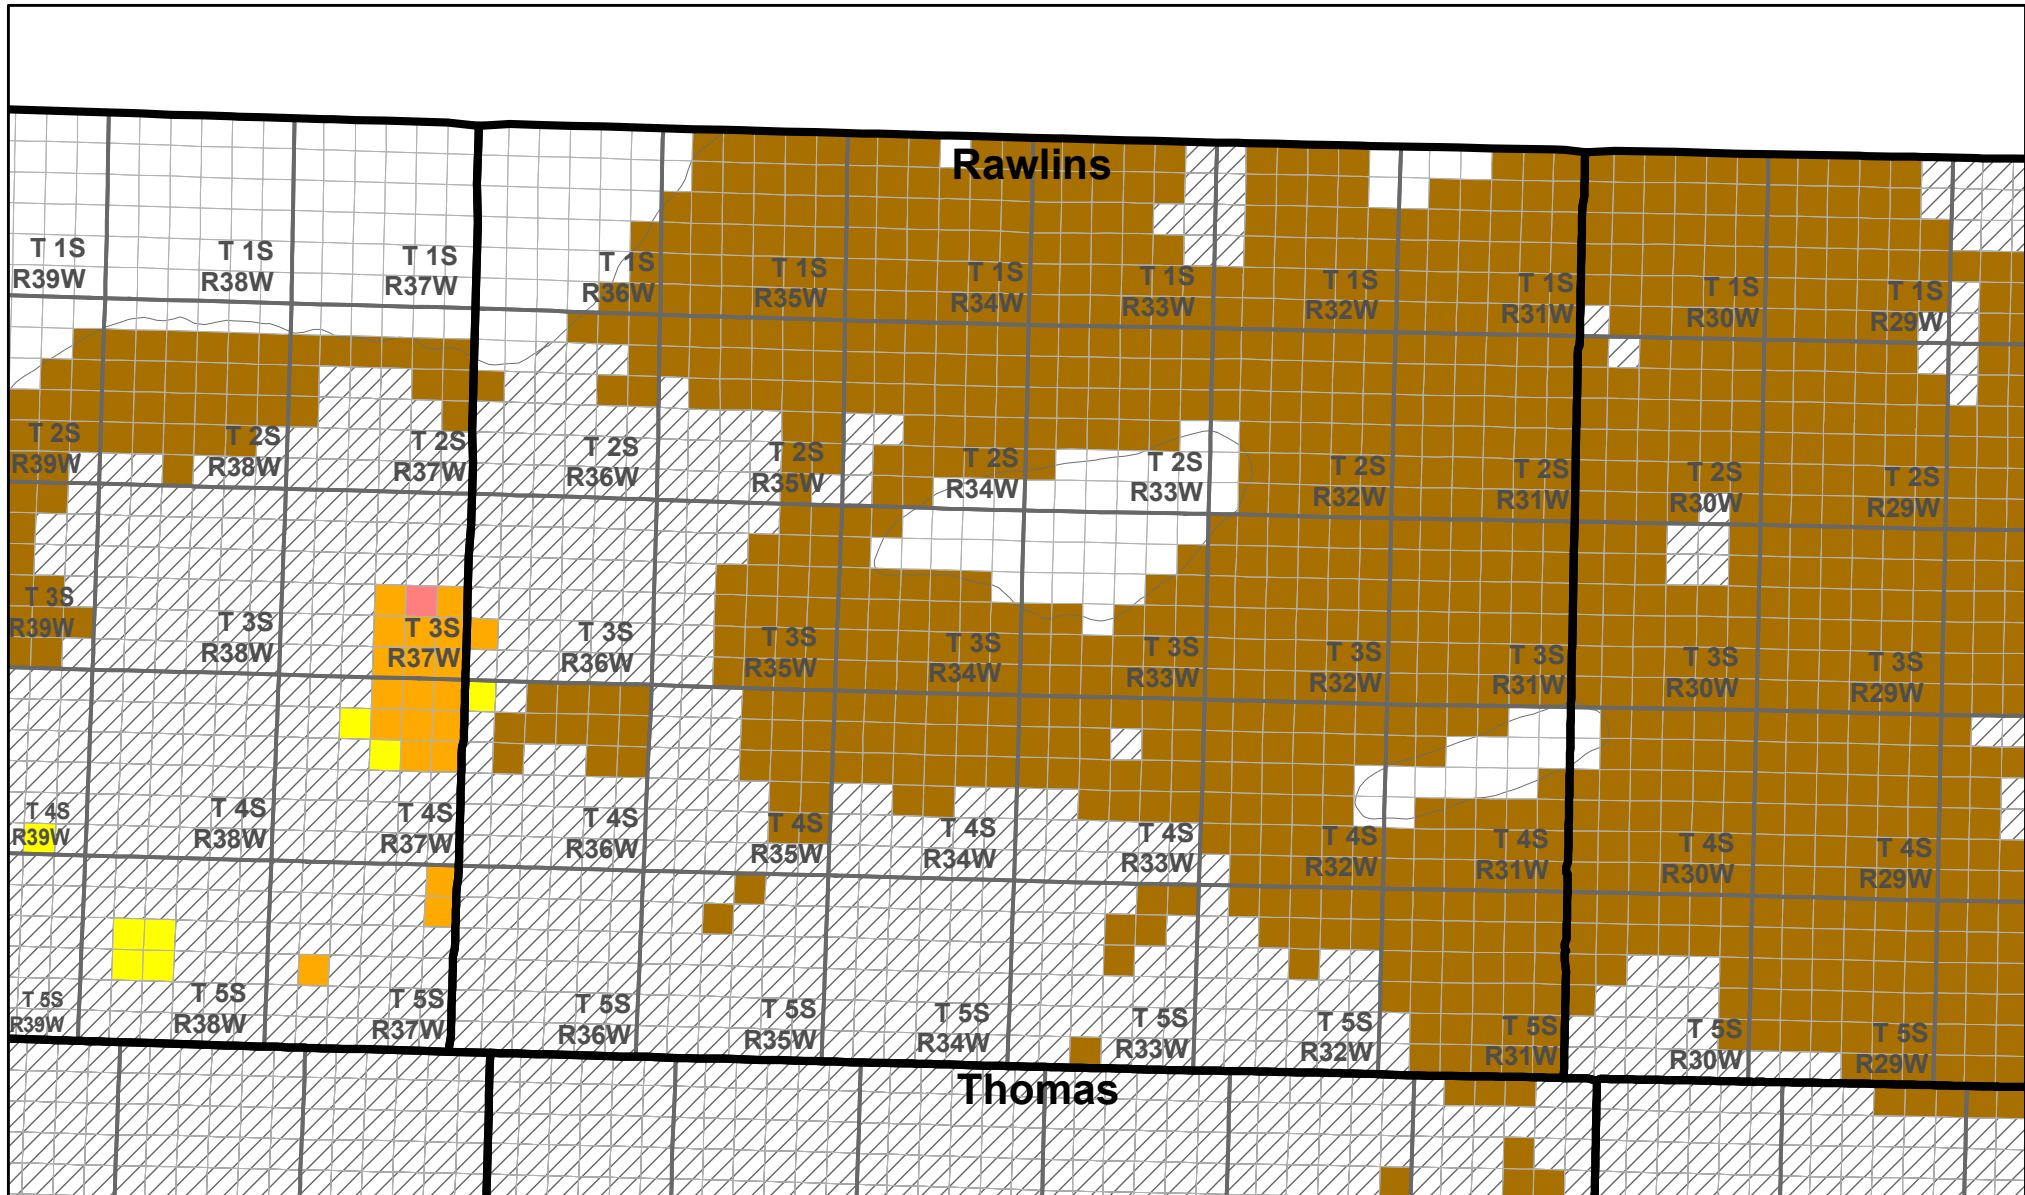 Rawlins
T 1S
R39W
T 1S
R38W
T 1S
R37W
T 1S
R36W
T 1S
R35W
T 1S
R34W
T 1S
R33W
T 1S
R32W
T 1S
R31W
T 1S
R30W
T 1S
R29W
T 2S
R39W
T 2S
R38W
T 2S
R37W
T 2S
R36W
T 2S
R35W
T 2S
R34W
T 2S
R33W
T 2S
R32W
T 2S
R31W
T 2S
R30W
T 2S
R29W
T 3S
R39W
T 3S
R38W
T 3S
R37W
T 3S
R36W
T 3S
R35W
T 3S
R34W
T 3S
R33W
T 3S
R32W
T 3S
R31W
T 3S
R30W
T 3S
R29W
T 4S
R39W
T 4S
R38W
T 4S
R37W
T 4S
R36W
T 4S
R35W
T 4S
R34W
T 4S
R33W
T 4S
R32W
T 4S
R31W
T 4S
R30W
T 4S
R29W
T 5S
R39W
T 5S
R38W
T 5S
R37W
T 5S
R36W
T 5S
R35W
T 5S
R34W
T 5S
R33W
T 5S
R32W
T 5S
R31W
T 5S
R30W
T 5S
R29W
Thomas